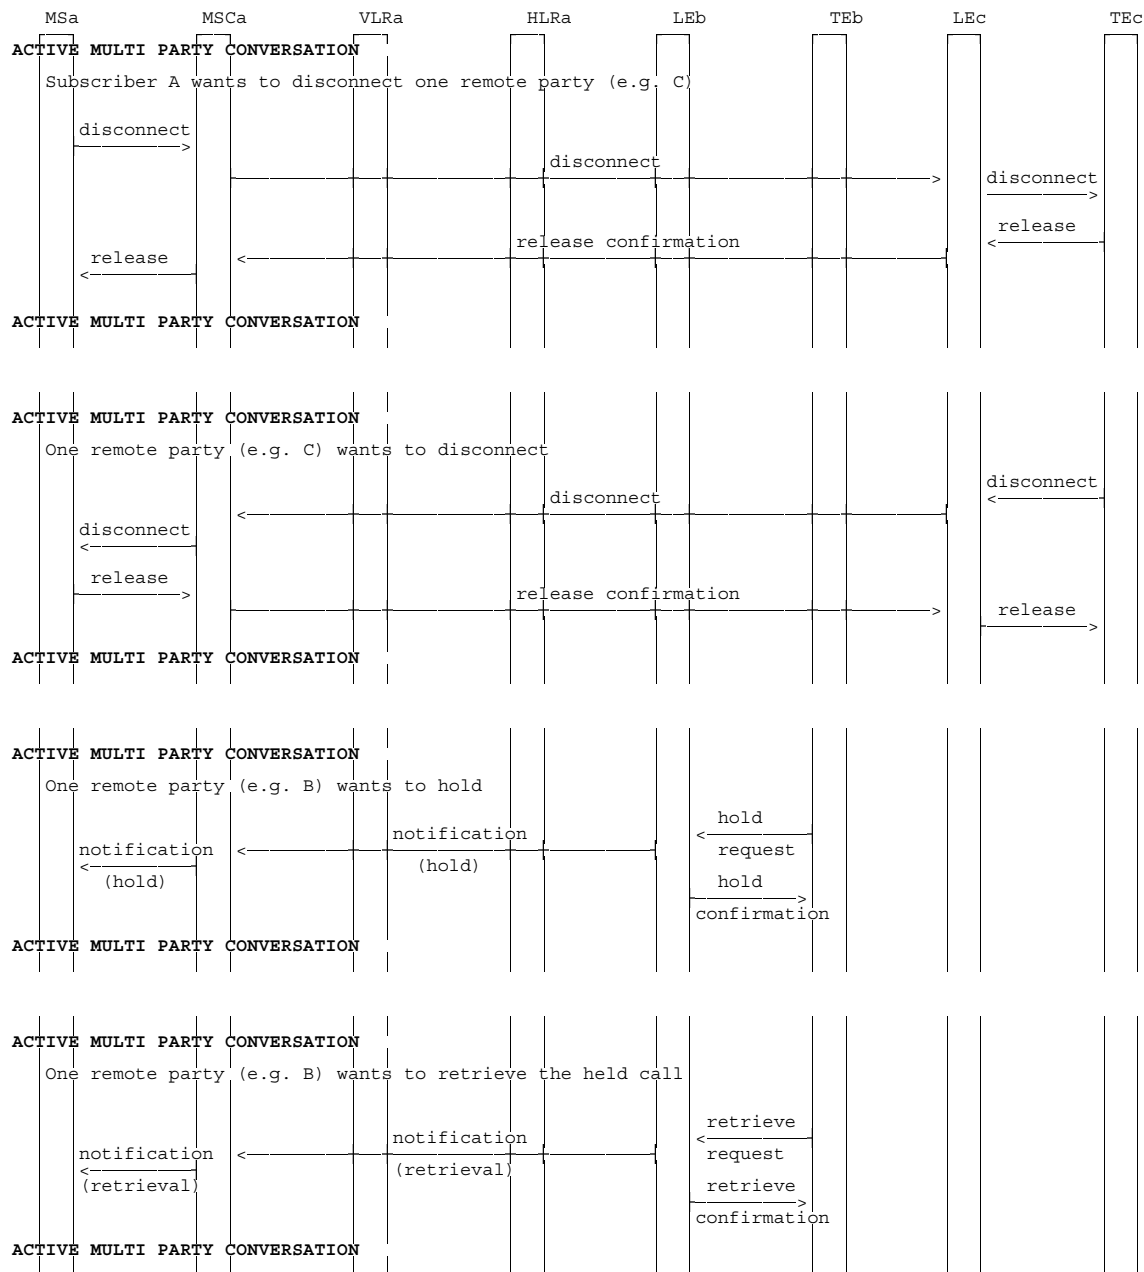 MSa MSCa VLRa HLRa LEb TEb LEc TEc
ACTIVE MULTI PARTY CONVERSATION
Subscriber A wants to disconnect one remote party (e.g. C)
disconnect
disconnect
disconnect
release
release confirmation
release
ACTIVE MULTI PARTY CONVERSATION
ACTIVE MULTI PARTY CONVERSATION
One remote party (e.g. C) wants to disconnect
disconnect
disconnect
disconnect
release
release confirmation
release
ACTIVE MULTI PARTY CONVERSATION
ACTIVE MULTI PARTY CONVERSATION
One remote party (e.g. B) wants to hold
hold
notification
notification request
(hold)
(hold) hold
confirmation
ACTIVE MULTI PARTY CONVERSATION
ACTIVE MULTI PARTY CONVERSATION
One remote party (e.g. B) wants to retrieve the held call
retrieve
notification
notification request
(retrieval)
(retrieval) retrieve
confirmation
ACTIVE MULTI PARTY CONVERSATION